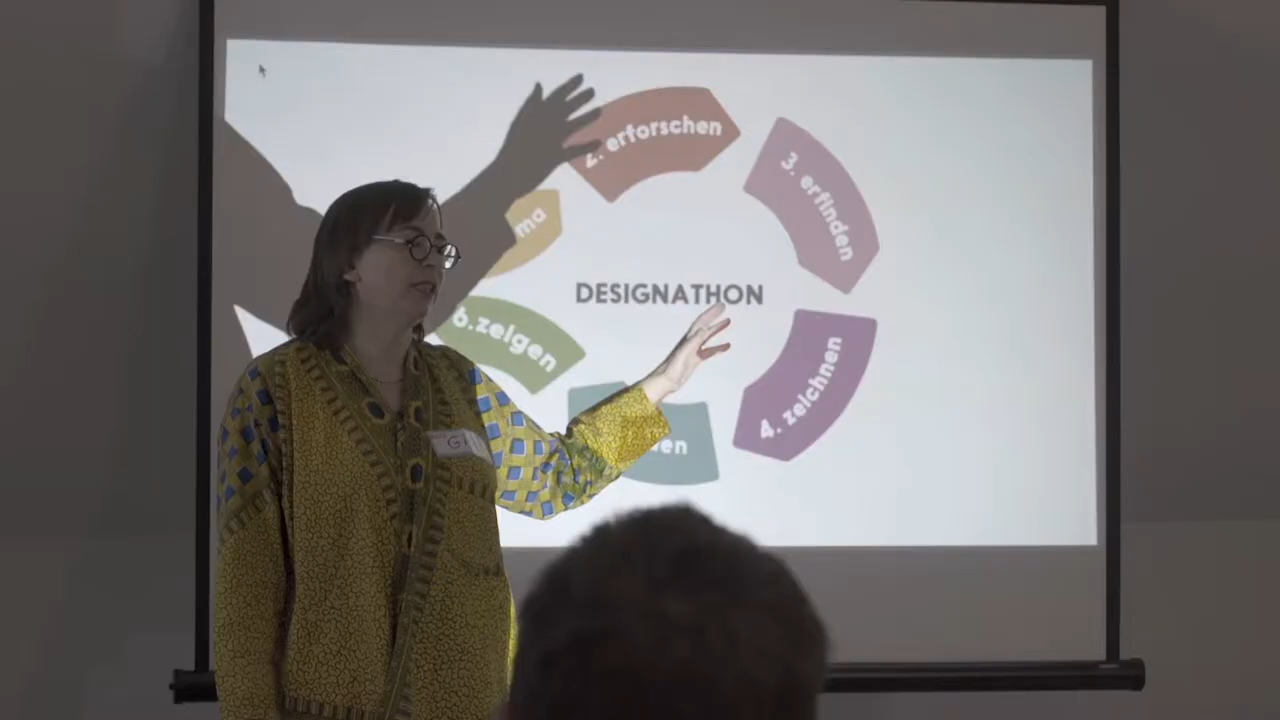 2. erforschen
3. erfinden
DESIGNATHON
6.zeigen
4. zeichnen